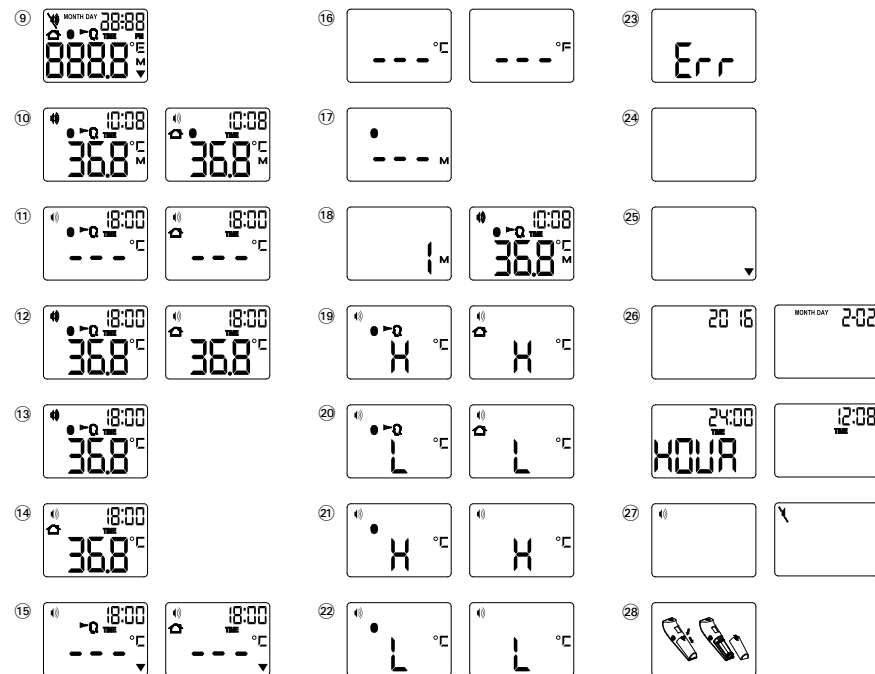 ⑨
MONTH DAY 28:88
TIME PM
888.8 °E
M
⑩
10:08
TIME
36.8 °C
M
10:08
TIME
36.8 °C
M
⑪
18:00
TIME
--- °C
18:00
TIME
--- °C
⑫
18:00
TIME
36.8 °C
18:00
TIME
36.8 °C
⑬
18:00
TIME
36.8 °C
⑭
18:00
TIME
36.8 °C
⑮
18:00
TIME
--- °C
18:00
TIME
--- °C
⑯
--- °C
--- °F
⑰
--- M
⑱
1 M
10:08
TIME
36.8 °C
M
⑲
H °C
H °C
⑳
L °C
L °C
㉑
H °C
H °C
㉒
L °C
L °C
㉓
Err
㉔
㉕
㉖
2016
MONTH DAY 2-02
24:00
TIME
HOUR
12:08
TIME
㉗
㉘